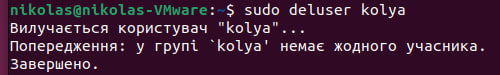 nikolas@nikolas-VMware:~$ sudo deluser kolya
Вилучається користувач "kolya"...
Попередження: у групі `kolya' немає жодного учасника.
Завершено.